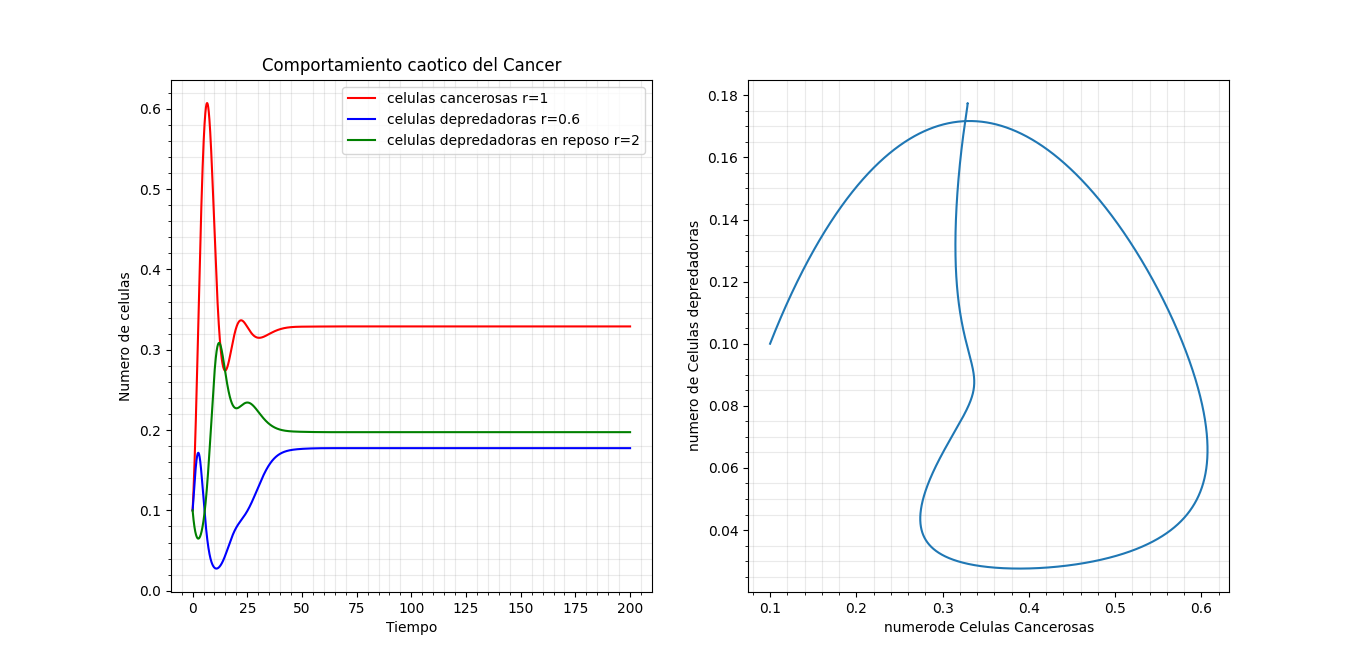 Comportamiento caotico del Cancer
celulas cancerosas r=1
celulas depredadoras r=0.6
celulas depredadoras en reposo r=2
Numero de celulas
0.6
0.5
0.4
0.3
0.2
0.1
0.0
0 25 50 75 100 125 150 175 200
Tiempo
numero de Celulas depredadoras
0.18
0.16
0.14
0.12
0.10
0.08
0.06
0.04
0.1 0.2 0.3 0.4 0.5 0.6
numerode Celulas Cancerosas